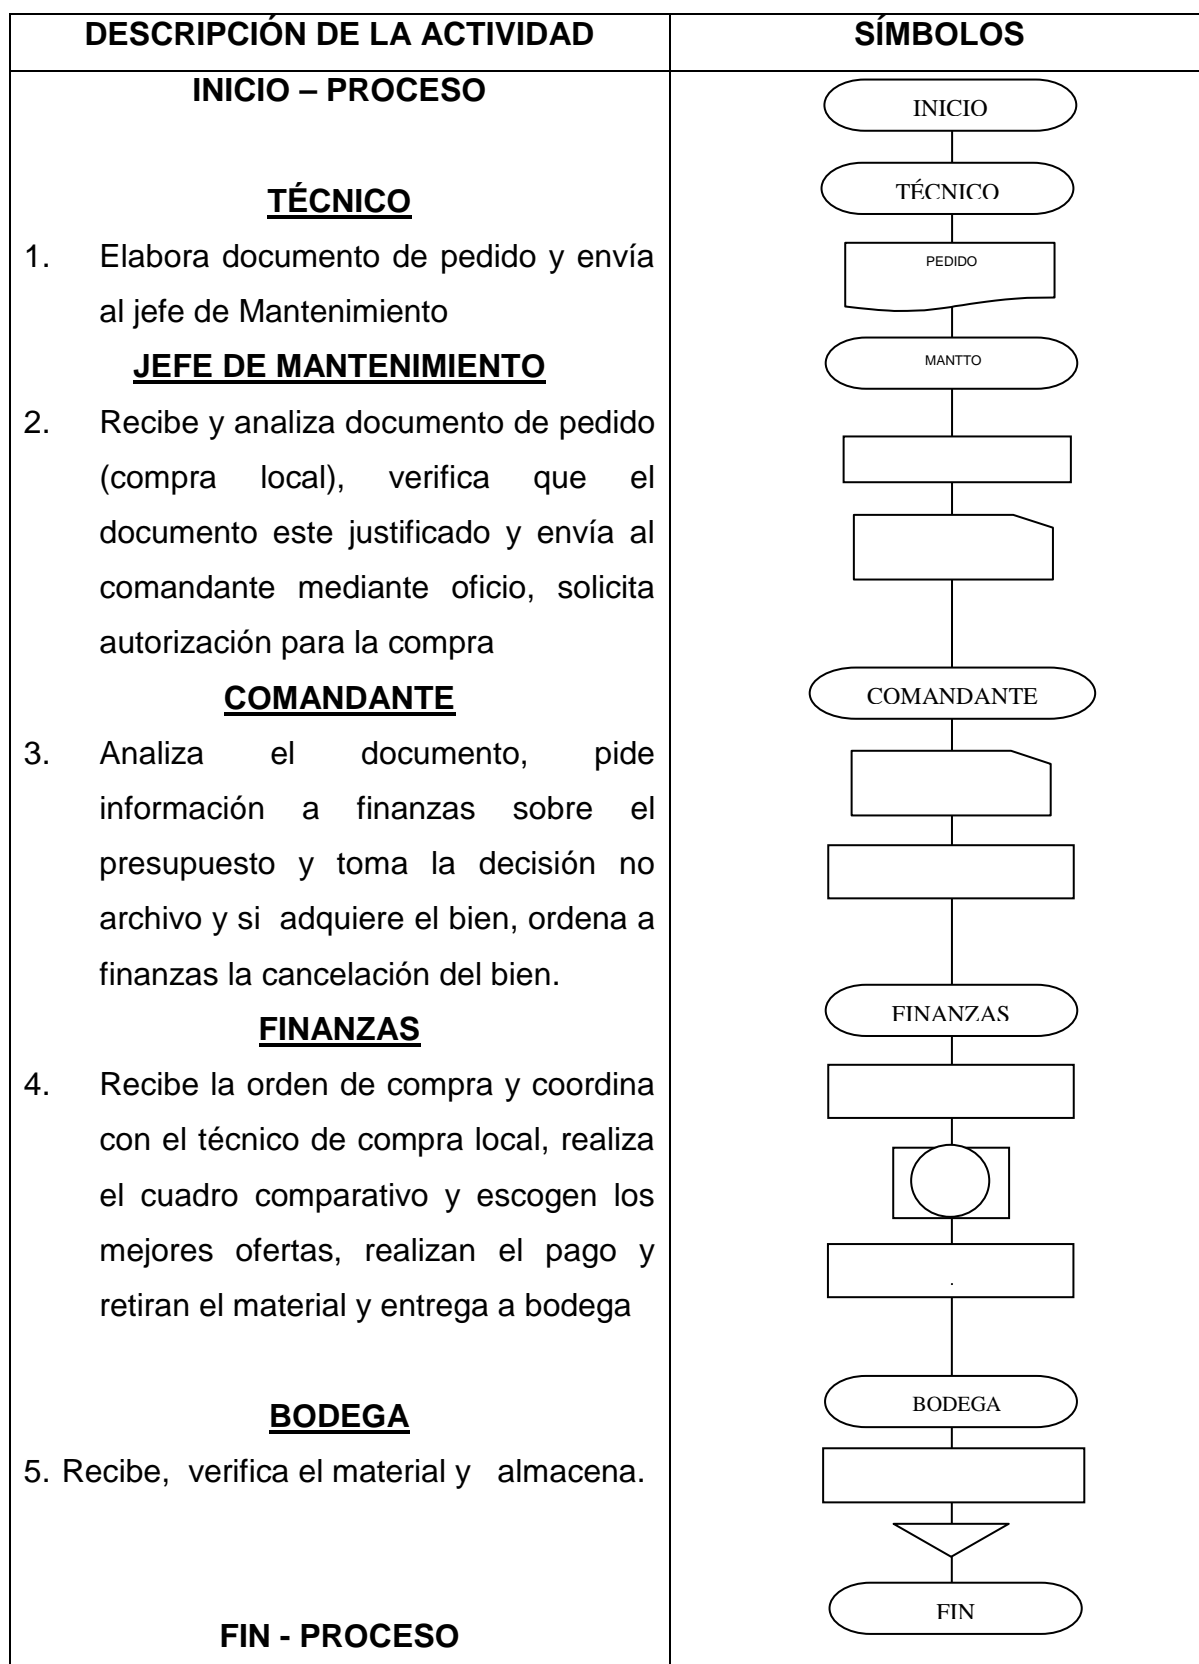 DESCRIPCIÓN DE LA ACTIVIDAD
SÍMBOLOS
INICIO – PROCESO
TÉCNICO
1. Elabora documento de pedido y envía
al jefe de Mantenimiento
JEFE DE MANTENIMIENTO
2. Recibe y analiza documento de pedido
(compra local), verifica que el
documento este justificado y envía al
comandante mediante oficio, solicita
autorización para la compra
COMANDANTE
3. Analiza el documento, pide
información a finanzas sobre el
presupuesto y toma la decisión no
archivo y si adquiere el bien, ordena a
finanzas la cancelación del bien.
FINANZAS
4. Recibe la orden de compra y coordina
con el técnico de compra local, realiza
el cuadro comparativo y escogen los
mejores ofertas, realizan el pago y
retiran el material y entrega a bodega
BODEGA
5. Recibe, verifica el material y almacena.
FIN - PROCESO
INICIO
TÉCNICO
PEDIDO
MANTTO
COMANDANTE
FINANZAS
.
BODEGA
FIN